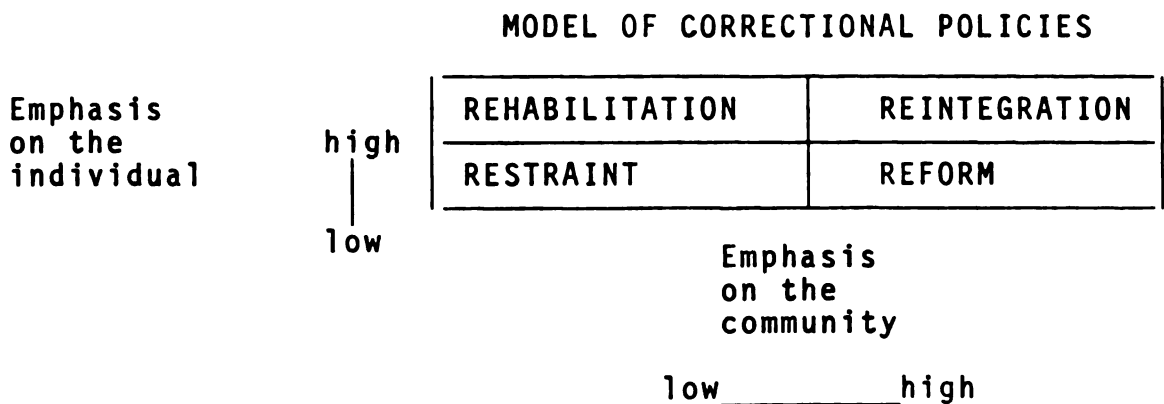 MODEL OF CORRECTIONAL POLICIES
Emphasis
on the
individual
high
low
REHABILITATION REINTEGRATION
RESTRAINT REFORM
Emphasis
on the
community
low high